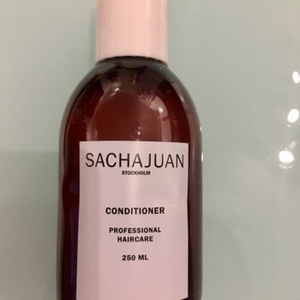 SACHAJUAN
STOCKHOLM
CONDITIONER
PROFESSIONAL
HAIRCARE
250 ML